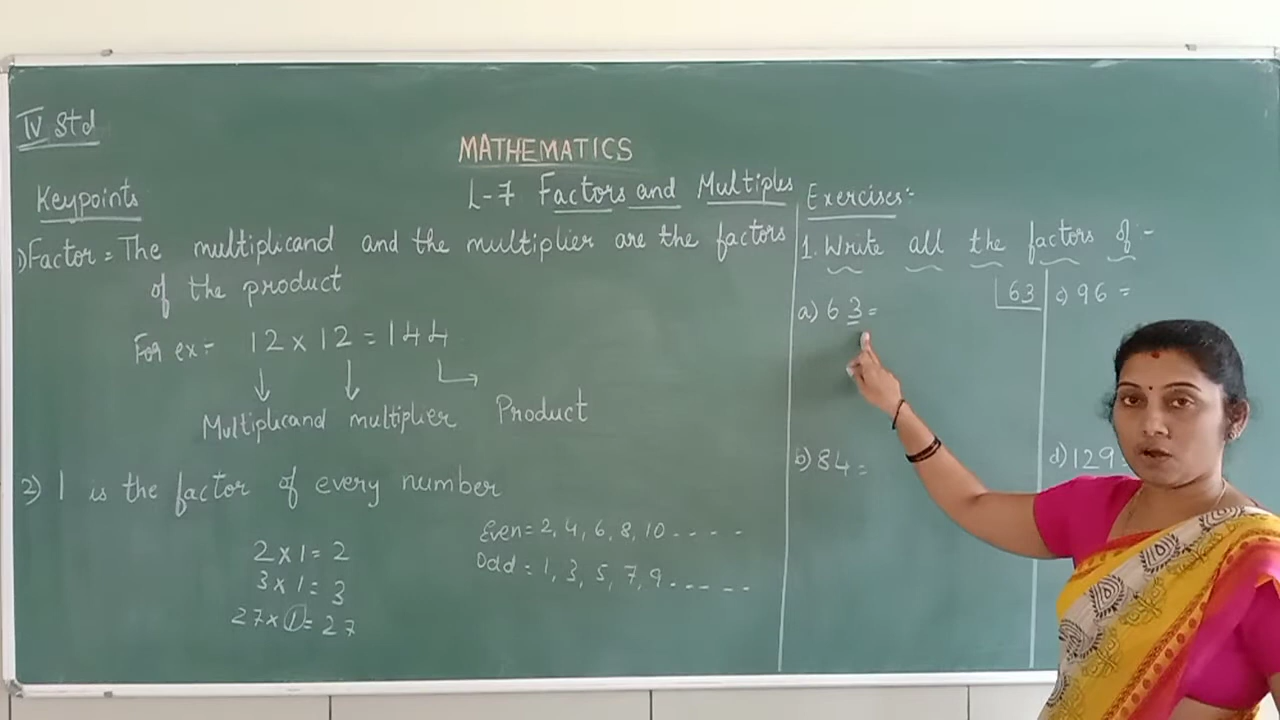 IV Std
MATHEMATICS
L-7 Factors and Multiples
Keypoints
1) Factor = The multiplicand and the multiplier are the factors
of the product
For ex:- 12 x 12 = 144
Multiplicand multiplier Product
2) 1 is the factor of every number
2 x 1 = 2
3 x 1 = 3
27 x 1 = 27
Even = 2, 4, 6, 8, 10 - - - -
Odd = 1, 3, 5, 7, 9 - - - - -
Exercises:-
1. Write all the factors of :-
a) 63 =
63
b) 84 =
c) 96 =
d) 129 =